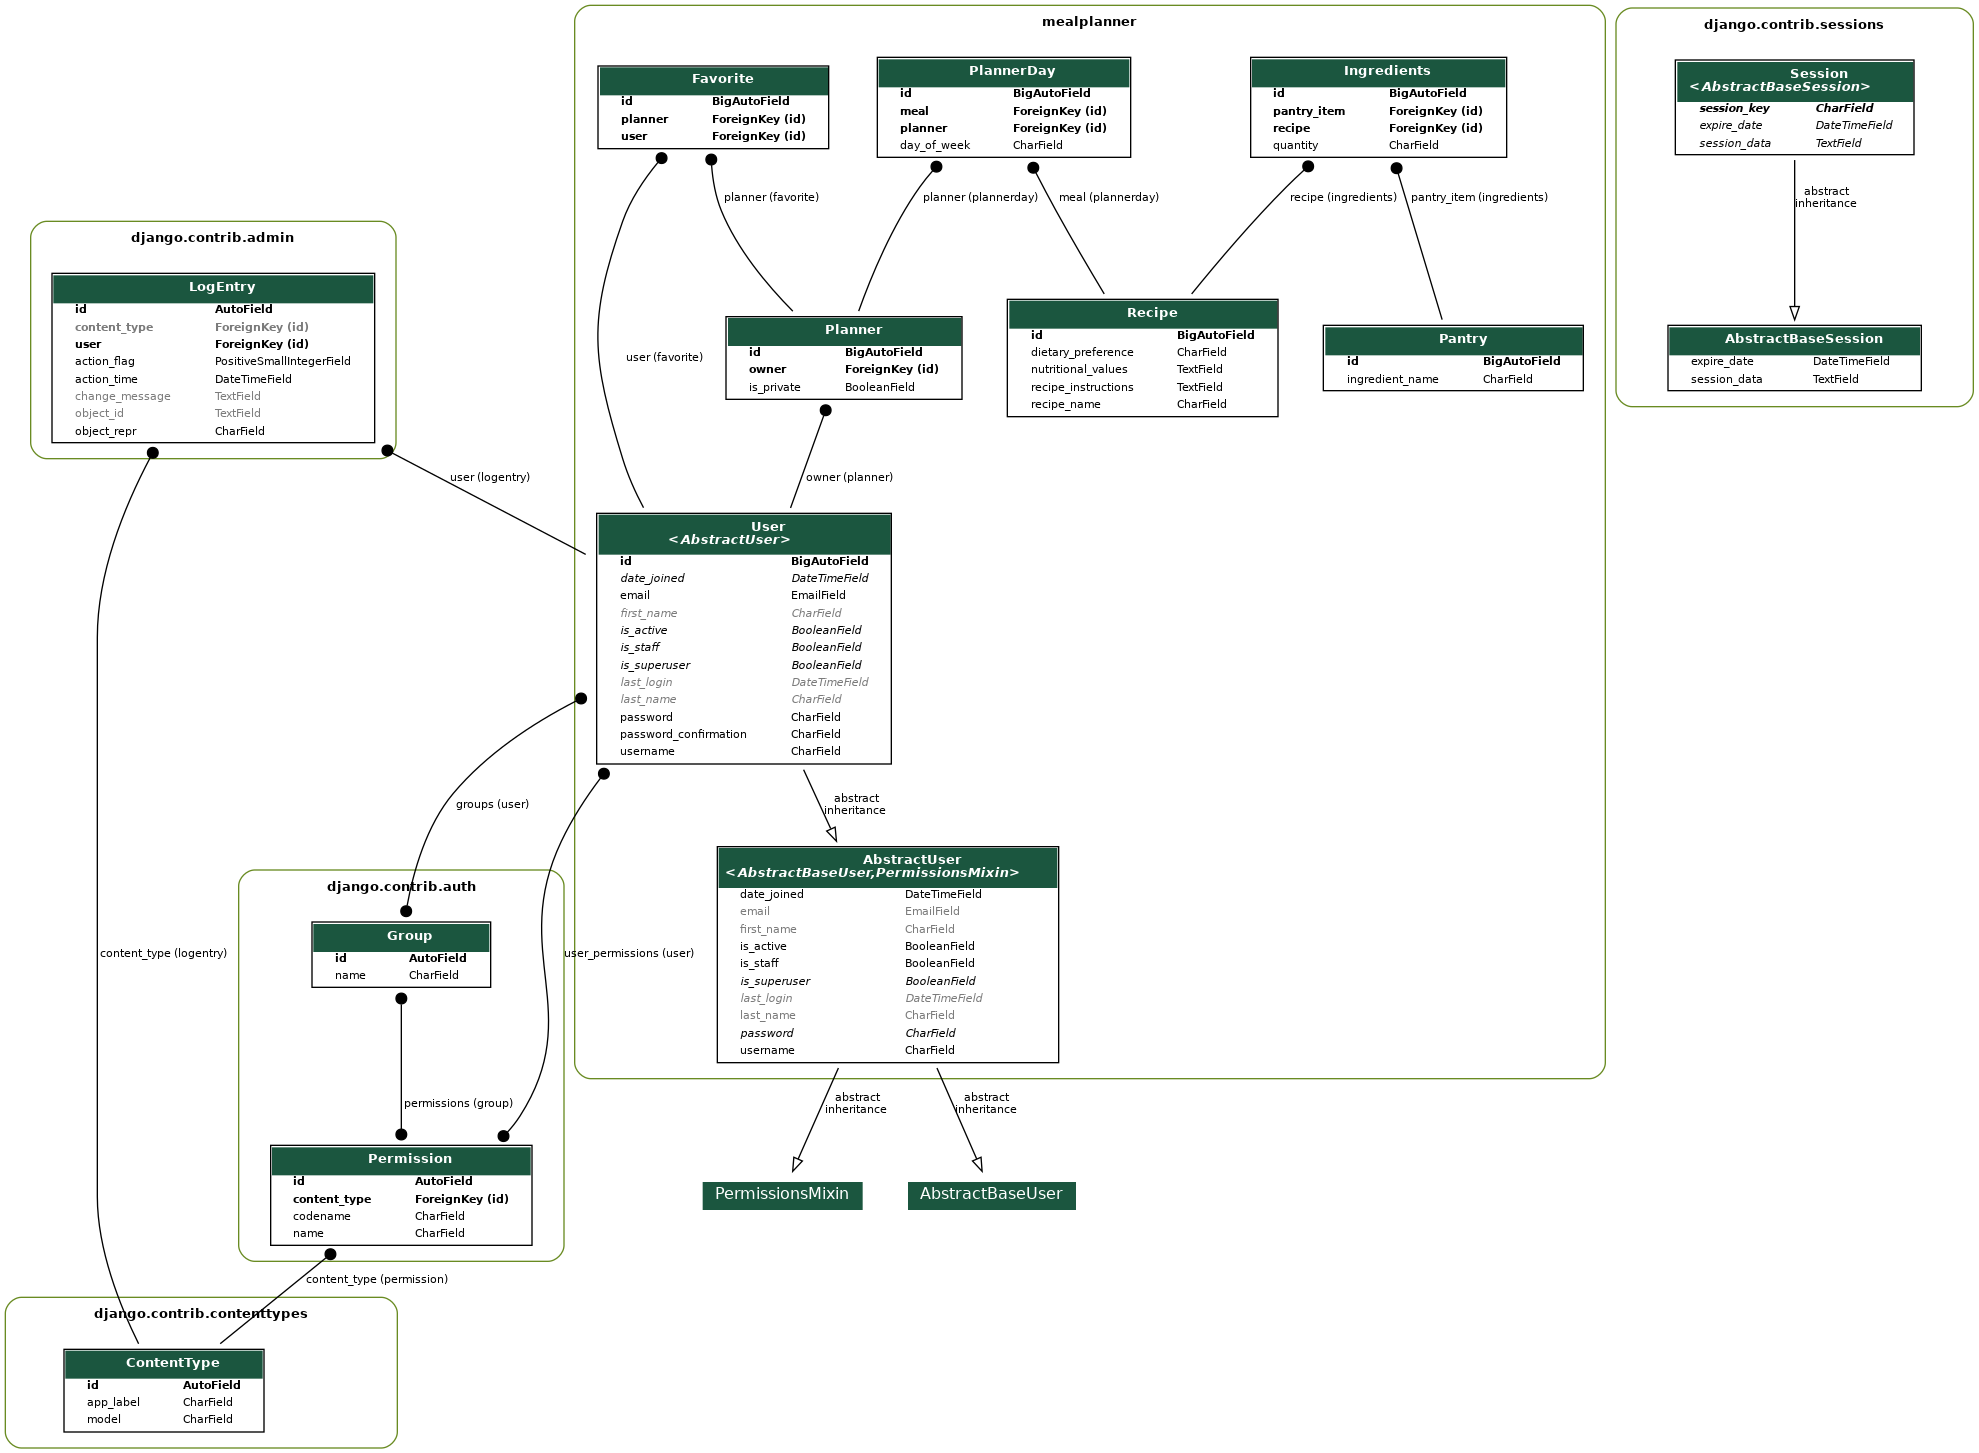 mealplanner
Favorite
id BigAutoField
planner ForeignKey (id)
user ForeignKey (id)
PlannerDay
id BigAutoField
meal ForeignKey (id)
planner ForeignKey (id)
day_of_week CharField
Ingredients
id BigAutoField
pantry_item ForeignKey (id)
recipe ForeignKey (id)
quantity CharField
planner (favorite)
planner (plannerday)
meal (plannerday)
recipe (ingredients)
pantry_item (ingredients)
user (favorite)
Planner
id BigAutoField
owner ForeignKey (id)
is_private BooleanField
Recipe
id BigAutoField
dietary_preference CharField
nutritional_values TextField
recipe_instructions TextField
recipe_name CharField
Pantry
id BigAutoField
ingredient_name CharField
owner (planner)
User
<AbstractUser>
id BigAutoField
date_joined DateTimeField
email EmailField
first_name CharField
is_active BooleanField
is_staff BooleanField
is_superuser BooleanField
last_login DateTimeField
last_name CharField
password CharField
password_confirmation CharField
username CharField
abstract
inheritance
AbstractUser
<AbstractBaseUser,PermissionsMixin>
date_joined DateTimeField
email EmailField
first_name CharField
is_active BooleanField
is_staff BooleanField
is_superuser BooleanField
last_login DateTimeField
last_name CharField
password CharField
username CharField
abstract
inheritance
abstract
inheritance
PermissionsMixin
AbstractBaseUser
django.contrib.sessions
Session
<AbstractBaseSession>
session_key CharField
expire_date DateTimeField
session_data TextField
abstract
inheritance
AbstractBaseSession
expire_date DateTimeField
session_data TextField
django.contrib.admin
LogEntry
id AutoField
content_type ForeignKey (id)
user ForeignKey (id)
action_flag PositiveSmallIntegerField
action_time DateTimeField
change_message TextField
object_id TextField
object_repr CharField
user (logentry)
groups (user)
content_type (logentry)
user_permissions (user)
django.contrib.auth
Group
id AutoField
name CharField
permissions (group)
Permission
id AutoField
content_type ForeignKey (id)
codename CharField
name CharField
content_type (permission)
django.contrib.contenttypes
ContentType
id AutoField
app_label CharField
model CharField